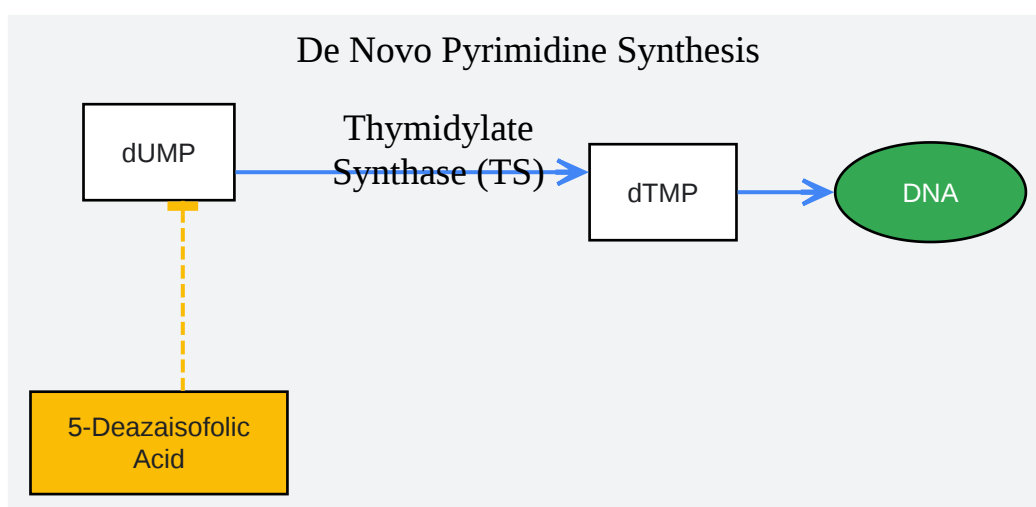 De Novo Pyrimidine Synthesis
dUMP
Thymidylate
Synthase (TS)
dTMP
DNA
5-Deazaisofolic
Acid